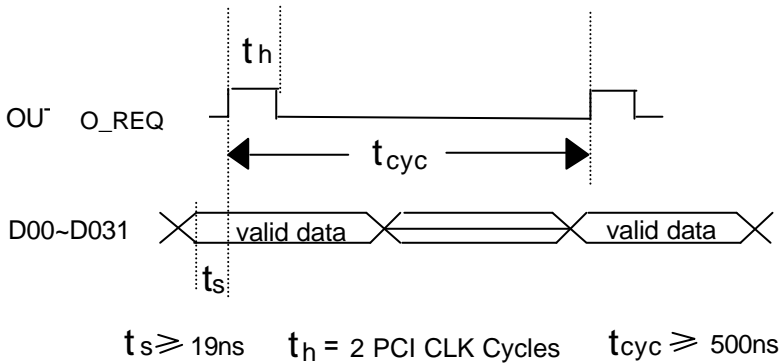 th
OU- O_REQ
tcyc
D00~D031 valid data valid data
ts
ts ≥ 19ns th = 2 PCI CLK Cycles tcyc ≥ 500ns